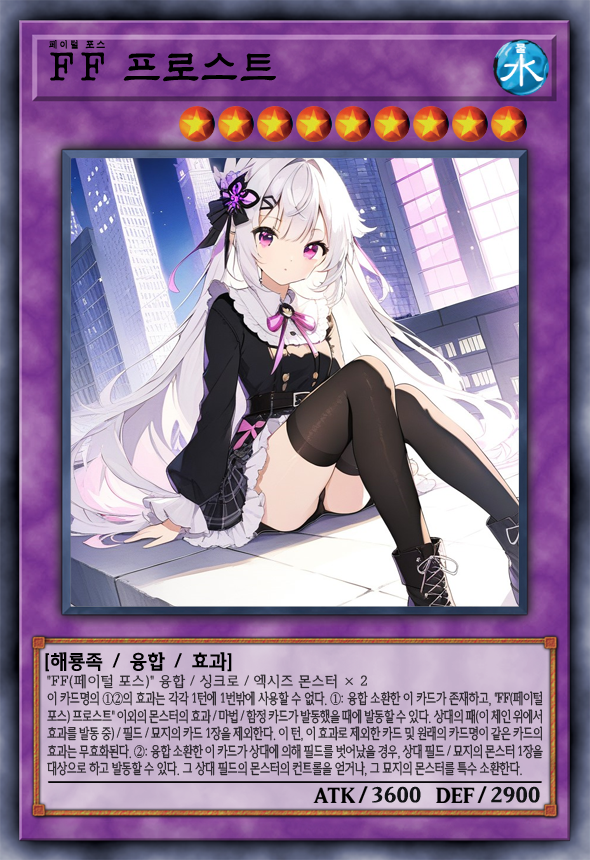 페이털 포스
FF 프로스트
물
水
[해룡족 / 융합 / 효과]
"FF(페이털 포스)" 융합 / 싱크로 / 엑시즈 몬스터 × 2
이 카드명의 ①②의 효과는 각각 1턴에 1번밖에 사용할 수 없다. ①: 융합 소환한 이 카드가 존재하고, "FF(페이털
포스) 프로스트" 이외의 몬스터의 효과 / 마법 / 함정 카드가 발동했을 때에 발동할 수 있다. 상대의 패(이 체인 위에서
효과를 발동 중) / 필드 / 묘지의 카드 1장을 제외한다. 이 턴, 이 효과로 제외한 카드 및 원래의 카드명이 같은 카드의
효과는 무효화된다. ②: 융합 소환한 이 카드가 상대에 의해 필드를 벗어났을 경우, 상대 필드 / 묘지의 몬스터 1장을
대상으로 하고 발동할 수 있다. 그 상대 필드의 몬스터의 컨트롤을 얻거나, 그 묘지의 몬스터를 특수 소환한다.
ATK / 3600 DEF / 2900